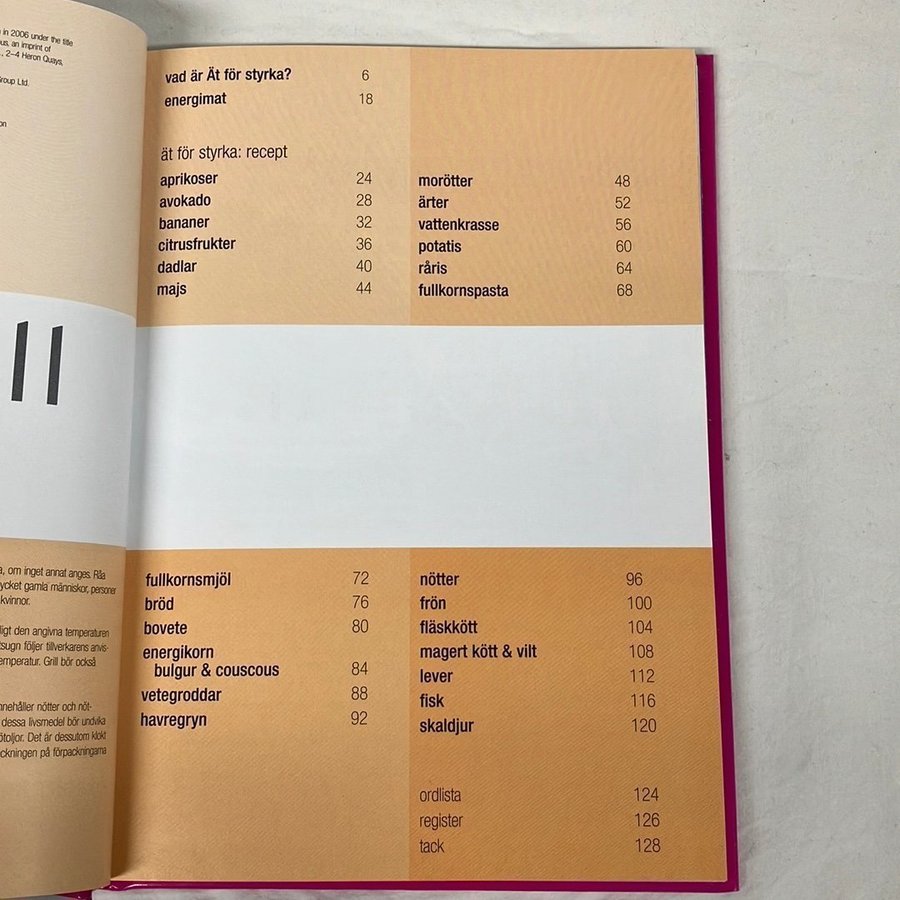 in 2006 under the title
an imprint of
2–4 Heron Quays,
Group Ltd.
ll
, om inget annat anges. Råa
ycket gamla människor, personer
kvinnor.
ligt den angivna temperaturen
tsugn följer tillverkarens anvis-
emperatur. Grill bör också
nnehåller nötter och nöt-
dessa livsmedel bör undvika
ötoljor. Det är dessutom klokt
ckningen på förpackningarna
vad är Ät för styrka? 6
energimat 18
ät för styrka: recept
aprikoser 24
avokado 28
bananer 32
citrusfrukter 36
dadlar 40
majs 44
morötter 48
ärter 52
vattenkrasse 56
potatis 60
råris 64
fullkornspasta 68
fullkornsmjöl 72
bröd 76
bovete 80
energikorn
bulgur & couscous 84
vetegroddar 88
havregryn 92
nötter 96
frön 100
fläskkött 104
magert kött & vilt 108
lever 112
fisk 116
skaldjur 120
ordlista 124
register 126
tack 128